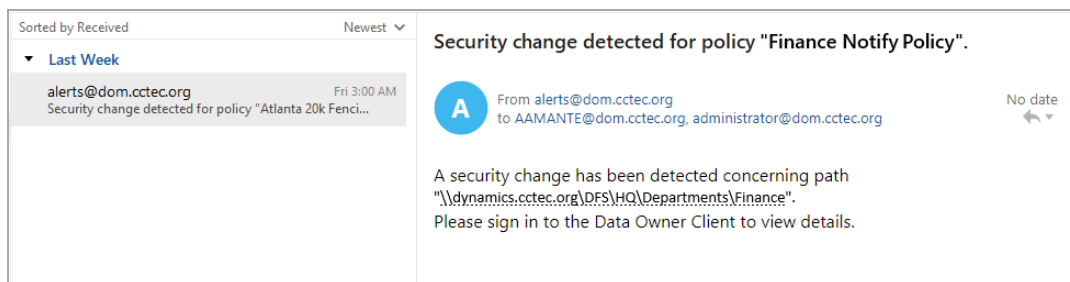 Sorted by Received
Newest
Last Week
alerts@dom.cctec.org
Fri 3:00 AM
Security change detected for policy "Atlanta 20k Fenci...
Security change detected for policy "Finance Notify Policy".
A
From alerts@dom.cctec.org
No date
to AAMANTE@dom.cctec.org, administrator@dom.cctec.org
A security change has been detected concerning path
"\\dynamics.cctec.org\DFS\HQ\Departments\Finance".
Please sign in to the Data Owner Client to view details.